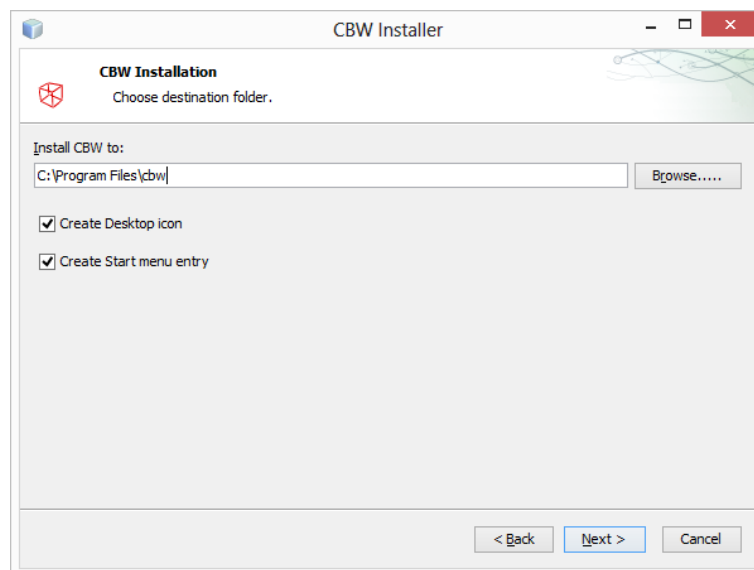 CBW Installer
CBW Installation
Choose destination folder.
Install CBW to:
C:\Program Files\cbw
Browse.....
Create Desktop icon
Create Start menu entry
< Back Next > Cancel